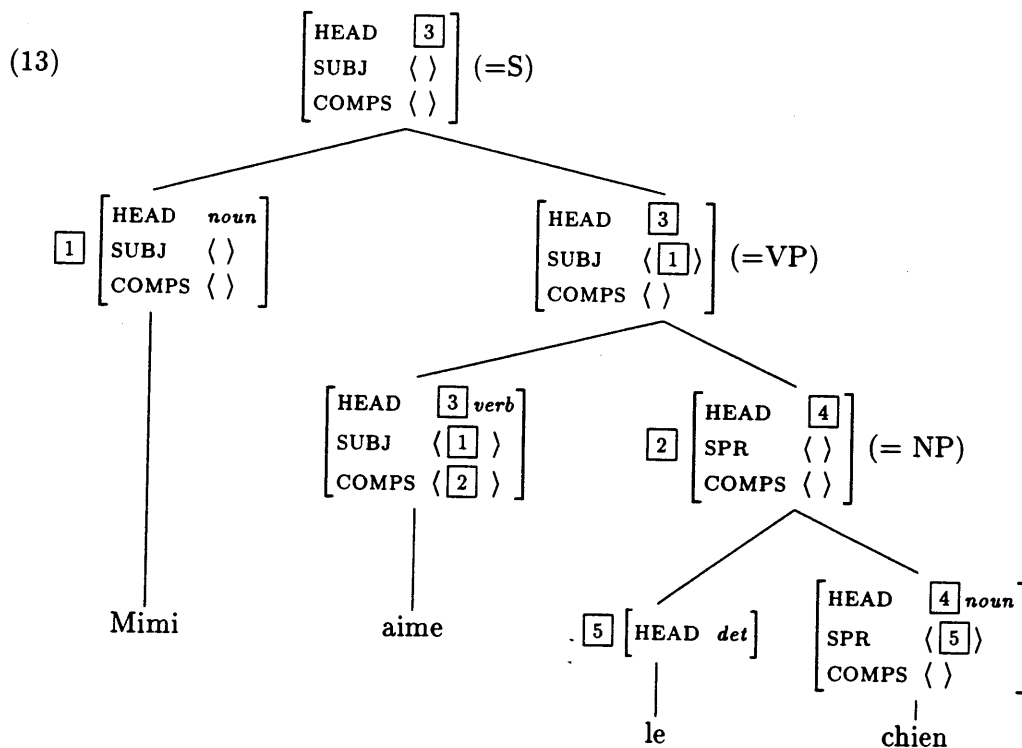 (13)
HEAD 3
SUBJ ⟨ ⟩ (=S)
COMPS ⟨ ⟩
HEAD noun
1 SUBJ ⟨ ⟩
COMPS ⟨ ⟩
HEAD 3
SUBJ ⟨ 1 ⟩ (=VP)
COMPS ⟨ ⟩
HEAD 3 verb
SUBJ ⟨ 1 ⟩
COMPS ⟨ 2 ⟩
HEAD 4
2 SPR ⟨ ⟩ (= NP)
COMPS ⟨ ⟩
Mimi
aime
5 [HEAD det]
HEAD 4 noun
SPR ⟨ 5 ⟩
COMPS ⟨ ⟩
le
chien